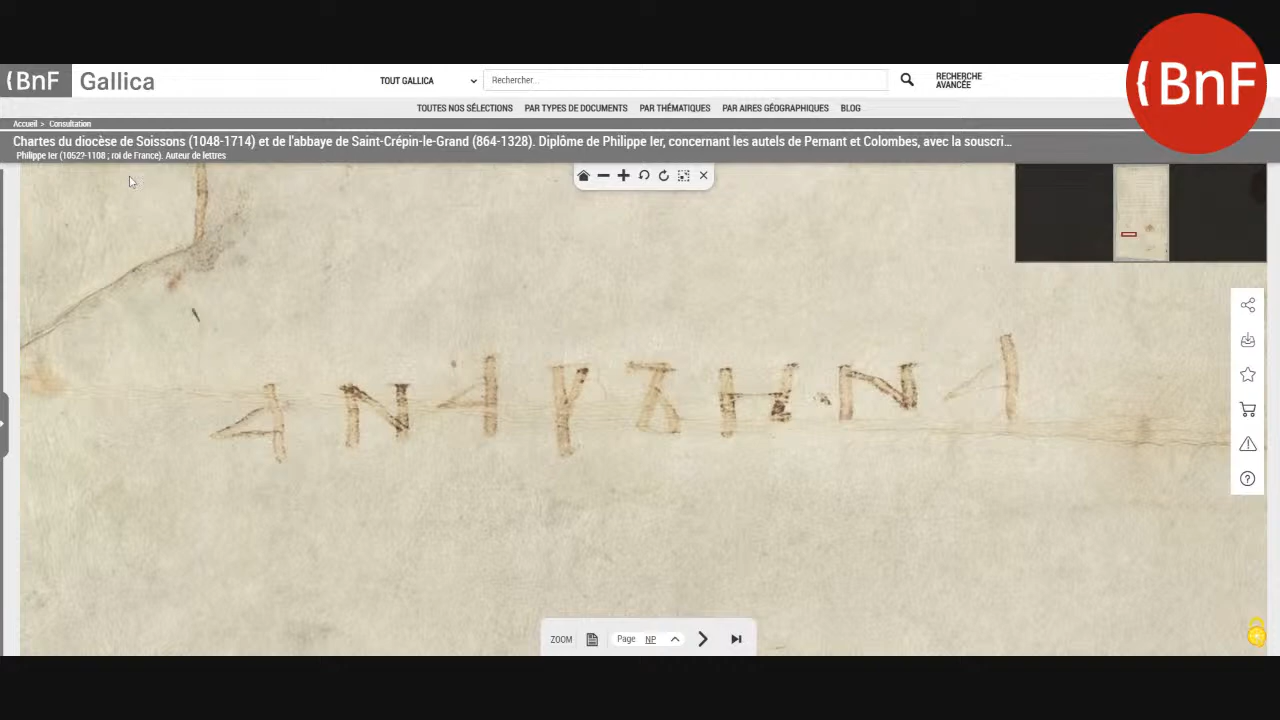 {BnF Gallica
TOUT GALLICA Rechercher... RECHERCHE AVANCÉE
TOUTES NOS SÉLECTIONS PAR TYPES DE DOCUMENTS PAR THÉMATIQUES PAR AIRES GÉOGRAPHIQUES BLOG
{BnF
Accueil > Consultation
Chartes du diocèse de Soissons (1048-1714) et de l'abbaye de Saint-Crépin-le-Grand (864-1328). Diplôme de Philippe Ier, concernant les autels de Pernant et Colombes, avec la souscri...
Philippe Ier (1052?-1108 ; roi de France). Auteur de lettres
АНА РЪИНА
ZOOM Page NP